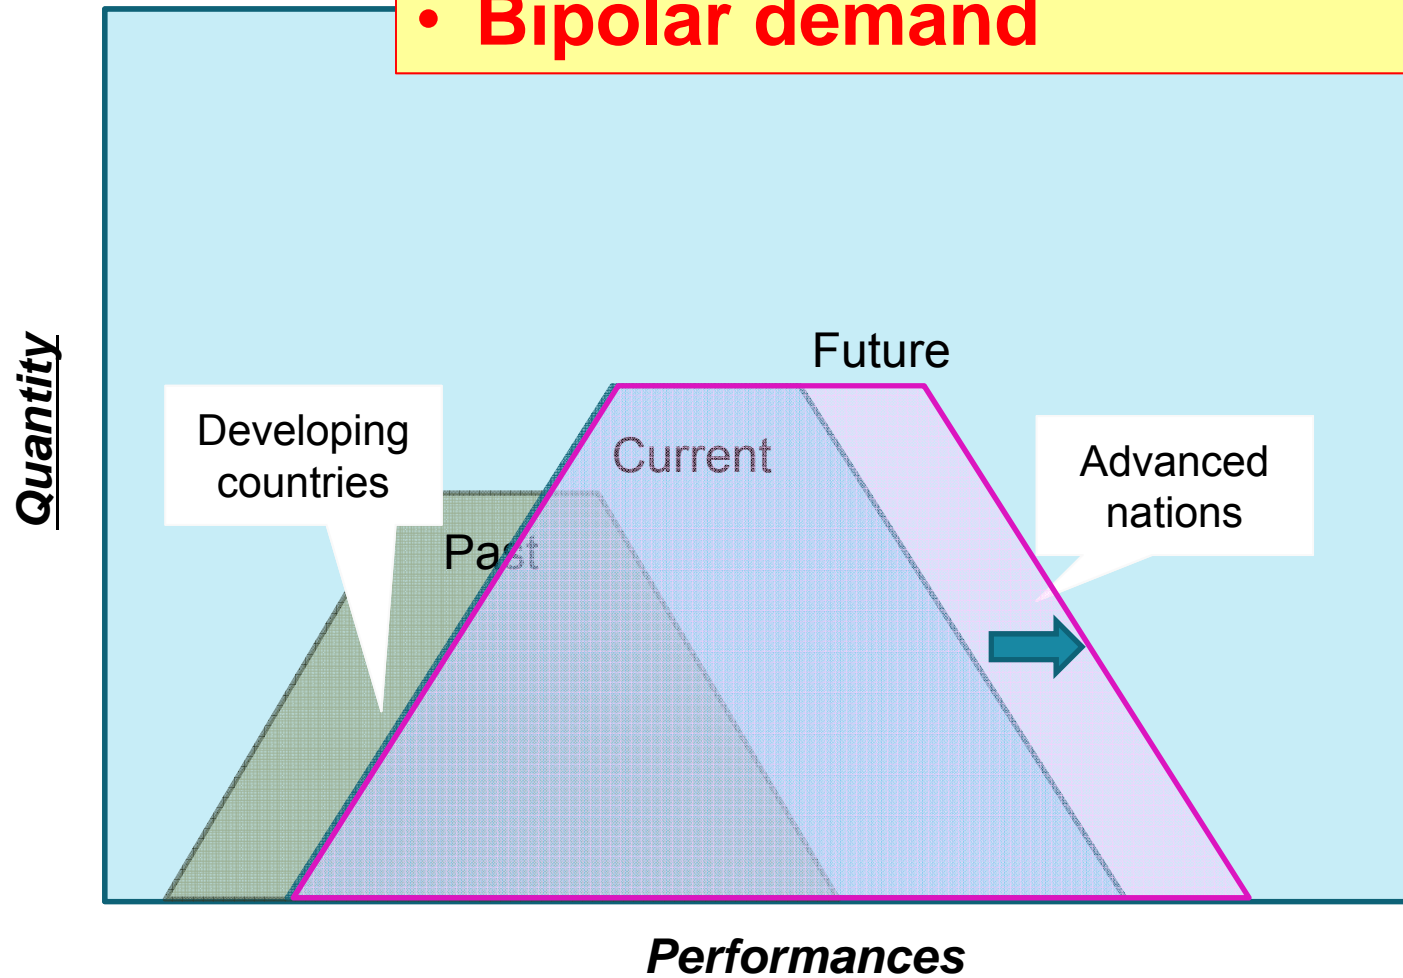 • Bipolar demand
Future
Developing
countries
Current
Advanced
nations
Past
Quantity
Performances